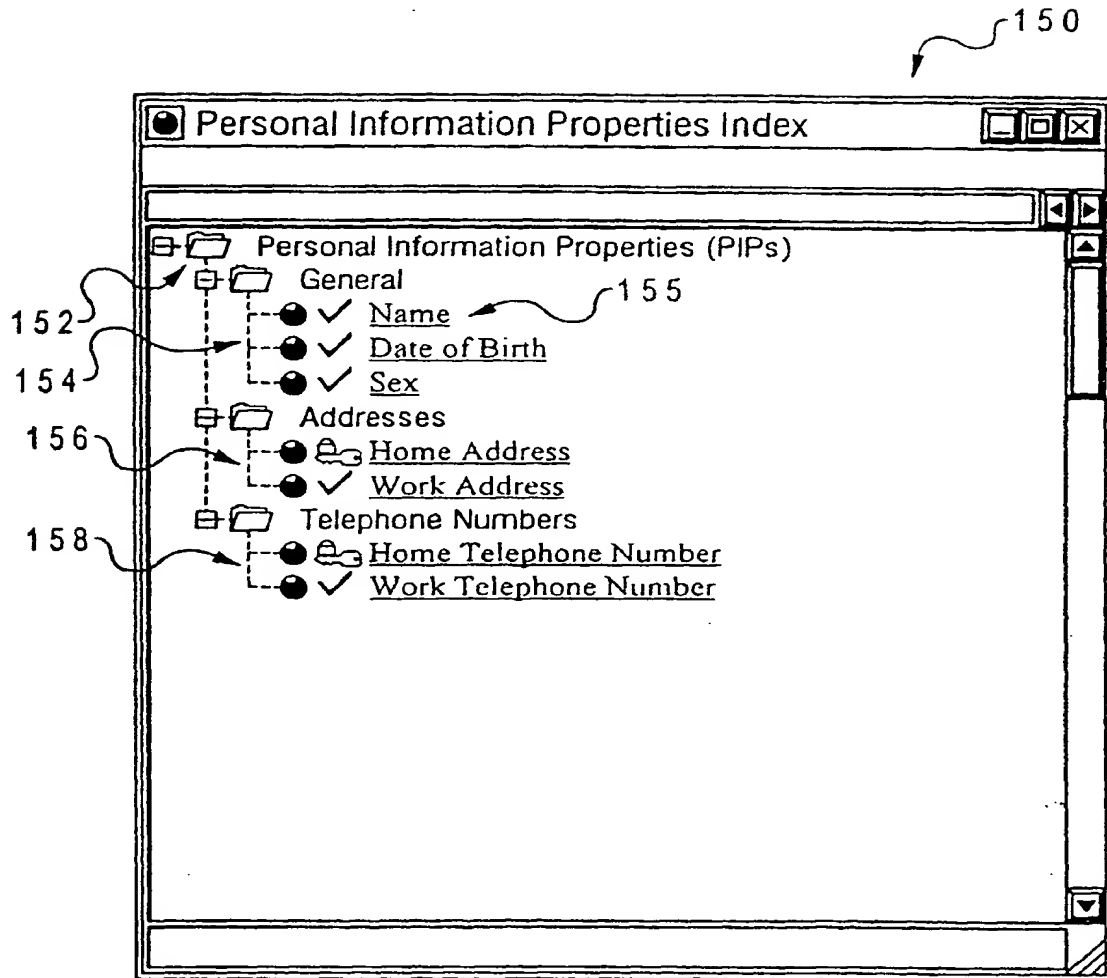 150
Personal Information Properties Index
Personal Information Properties (PIPs)
General
155
Name
152
Date of Birth
154
Sex
Addresses
156
Home Address
Work Address
Telephone Numbers
158
Home Telephone Number
Work Telephone Number